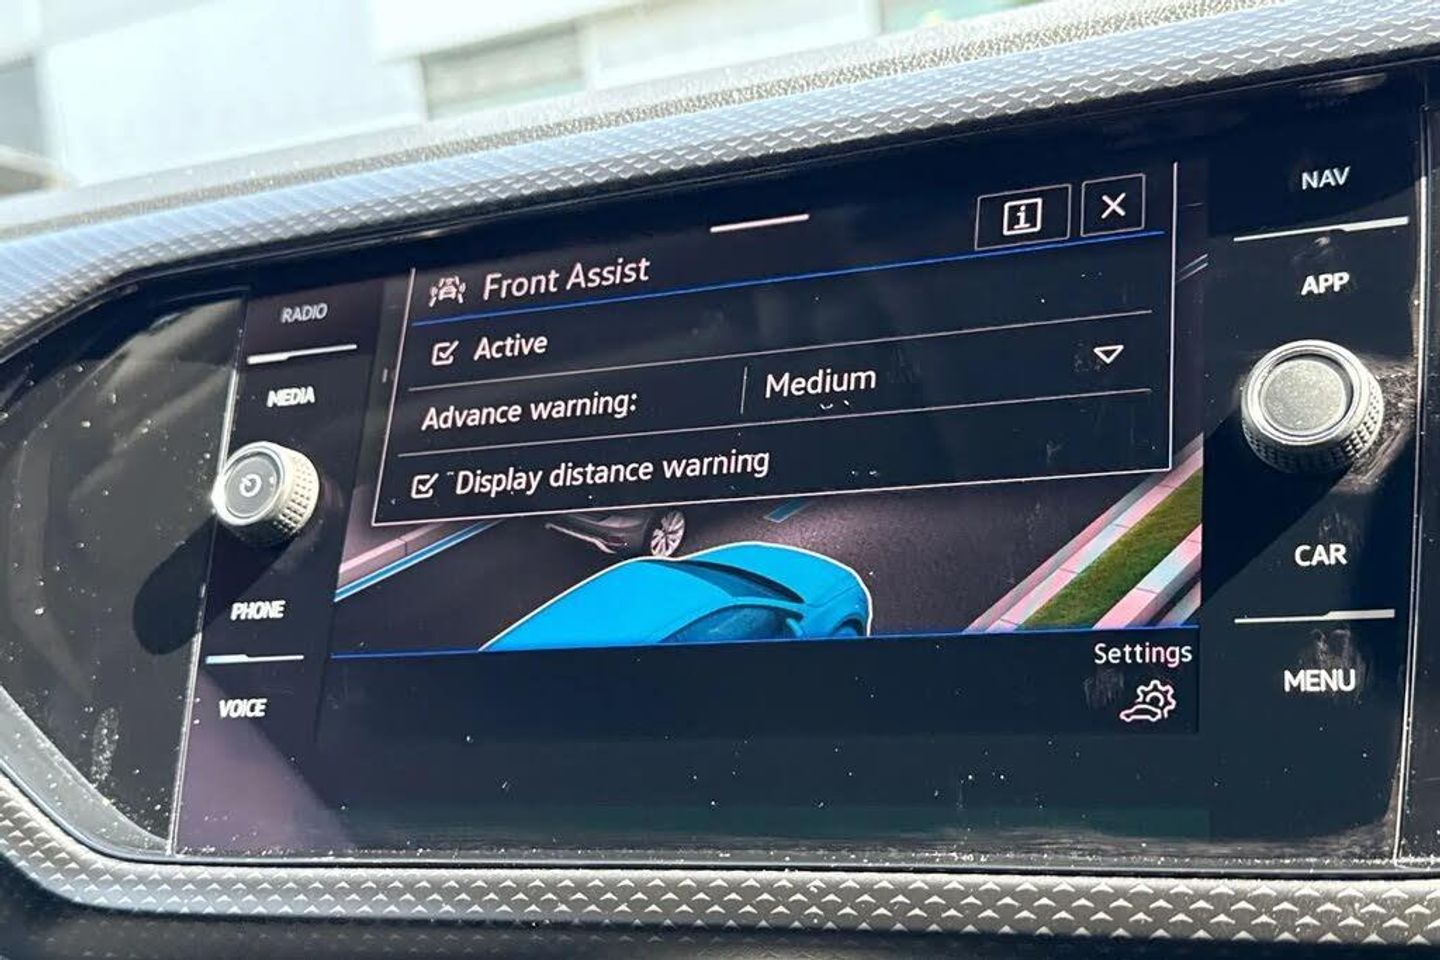 NAV
Front Assist
RADIO
APP
Active
MEDIA
Advance warning: Medium
Display distance warning
CAR
PHONE
Settings
MENU
VOICE